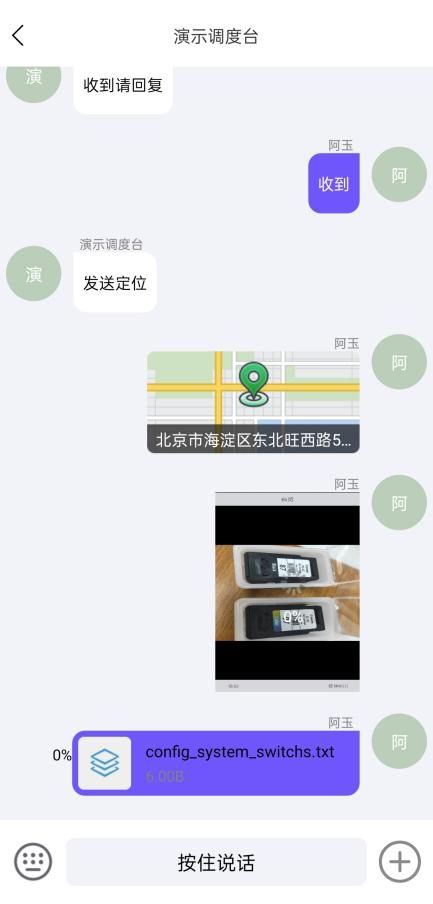 演示调度台
演
收到请回复
阿玉
收到
阿
演示调度台
演
发送定位
阿玉
阿
北京市海淀区东北旺西路5...
阿玉
阿
阿玉
阿
0%
config_system_switchs.txt
6.00B
按住说话